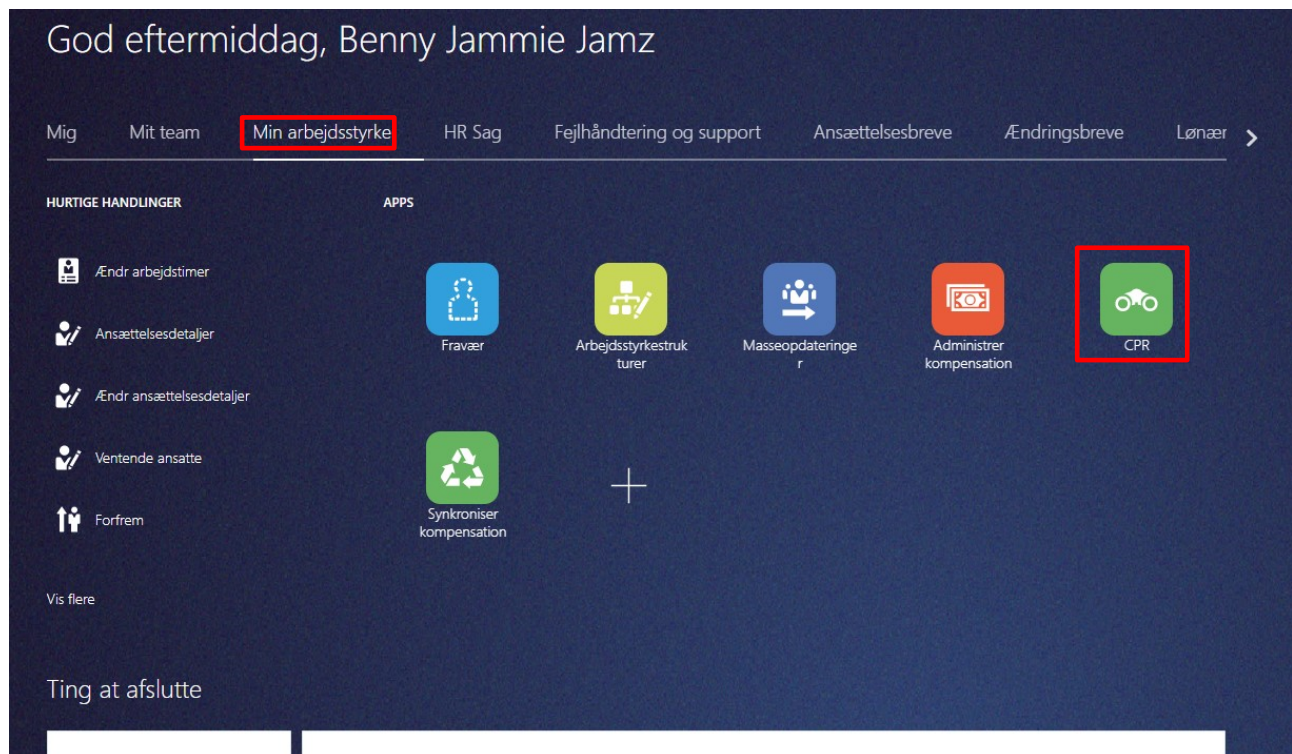 God eftermiddag, Benny Jammie Jamz
Mig Mit team Min arbejdsstyrke HR Sag Fejlhåndtering og support Ansættelsesbreve Ændringsbreve Lønær
HURTIGE HANDLINGER
APPS
Ændr arbejdstimer
Ansættelsesdetaljer
Ændr ansættelsesdetaljer
Ventende ansatte
Forfrem
Vis flere
Fravær
Arbejdsstyrkestruk
turer
Masseopdateringe
r
Administrer
kompensation
CPR
Synkroniser
kompensation
Ting at afslutte